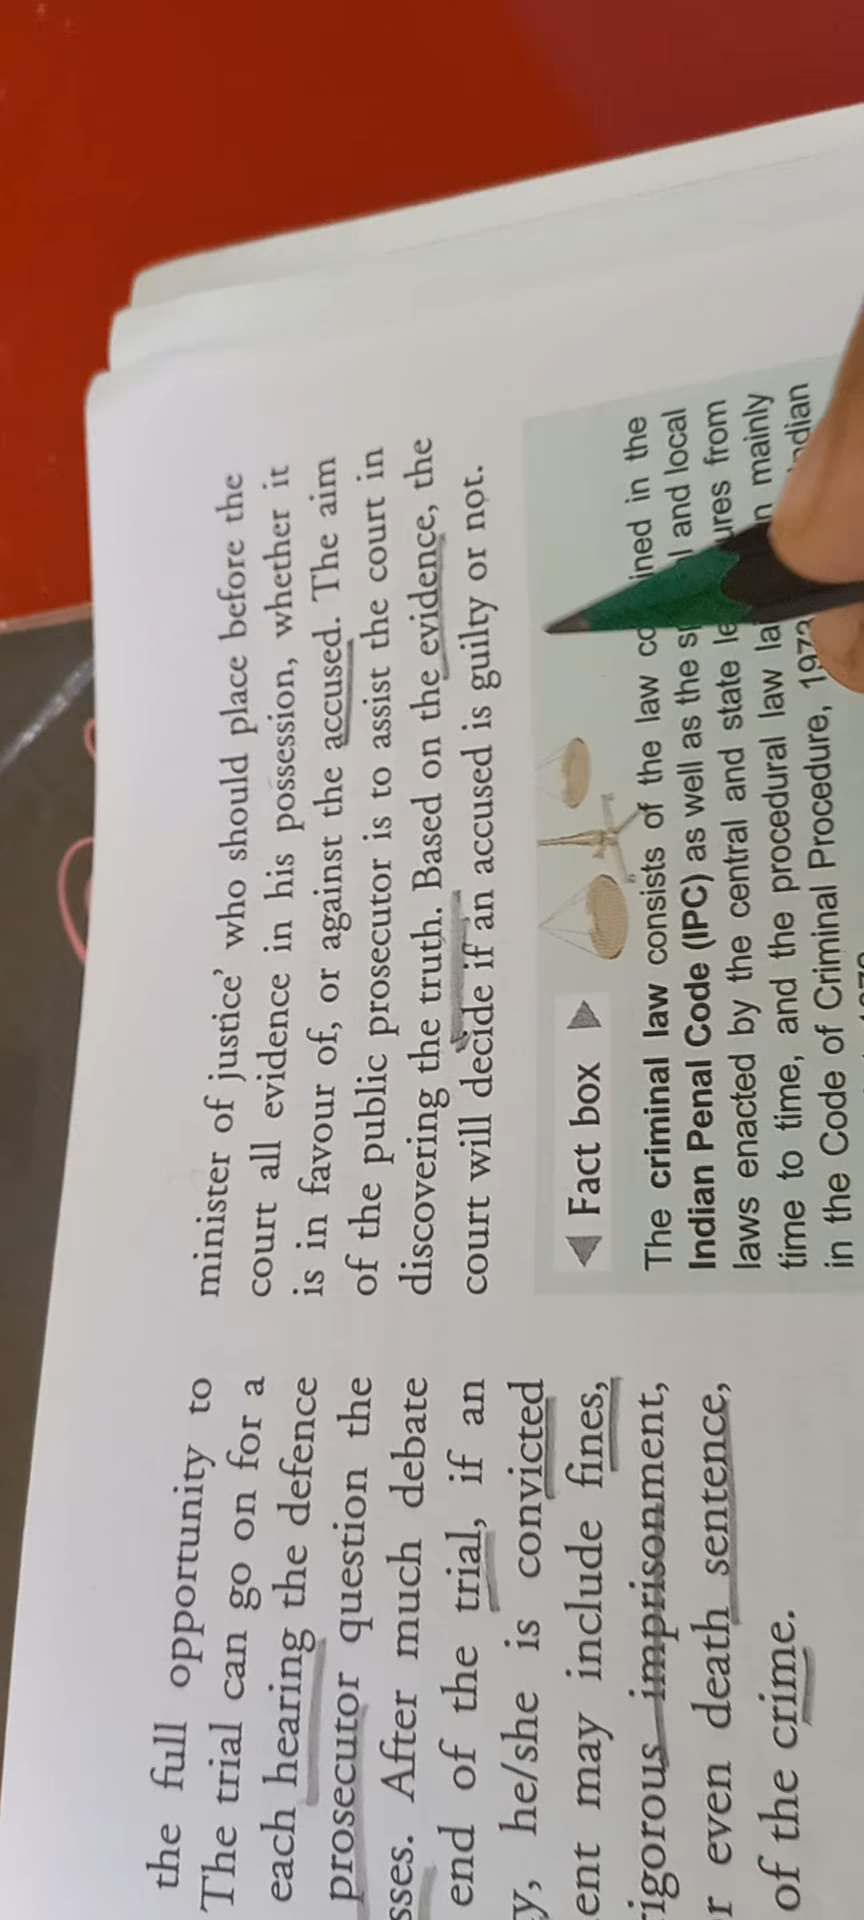 the full opportunity to
The trial can go on for a
each hearing the defence
prosecutor question the
sses. After much debate
end of the trial, if an
y, he/she is convicted
ent may include fines,
rigorous imprisonment,
r even death sentence,
of the crime.
minister of justice' who should place before the
court all evidence in his possession, whether it
is in favour of, or against the accused. The aim
of the public prosecutor is to assist the court in
discovering the truth. Based on the evidence, the
court will decide if an accused is guilty or not.
Fact box
The criminal law consists of the law co ined in the
Indian Penal Code (IPC) as well as the s l and local
laws enacted by the central and state le ures from
time to time, and the procedural law la n mainly
in the Code of Criminal Procedure, 1973 ndian